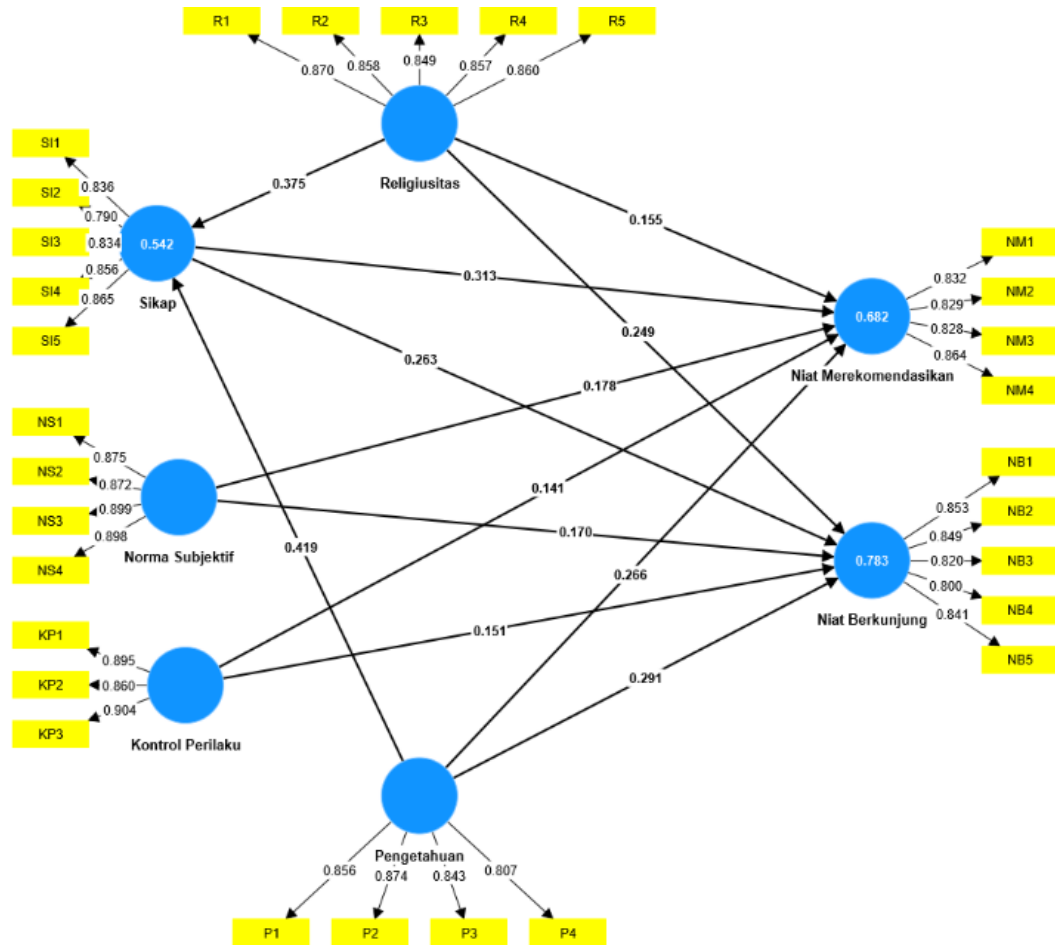 R1
R2
R3
R4
R5
0.870
0.858
0.849
0.857
0.860
Religiusitas
SI1
SI2
SI3
SI4
SI5
0.836
0.790
0.834
0.856
0.865
0.542
Sikap
0.375
0.155
0.313
0.249
0.263
0.178
NM1
NM2
NM3
NM4
0.832
0.829
0.828
0.864
0.682
Niat Merekomendasikan
NS1
NS2
NS3
NS4
0.875
0.872
0.899
0.898
Norma Subjektif
0.141
0.170
0.419
0.266
0.151
0.291
NB1
NB2
NB3
NB4
NB5
0.853
0.849
0.820
0.800
0.841
0.783
Niat Berkunjung
KP1
KP2
KP3
0.895
0.860
0.904
Kontrol Perilaku
Pengetahuan
0.856
0.874
0.843
0.807
P1
P2
P3
P4